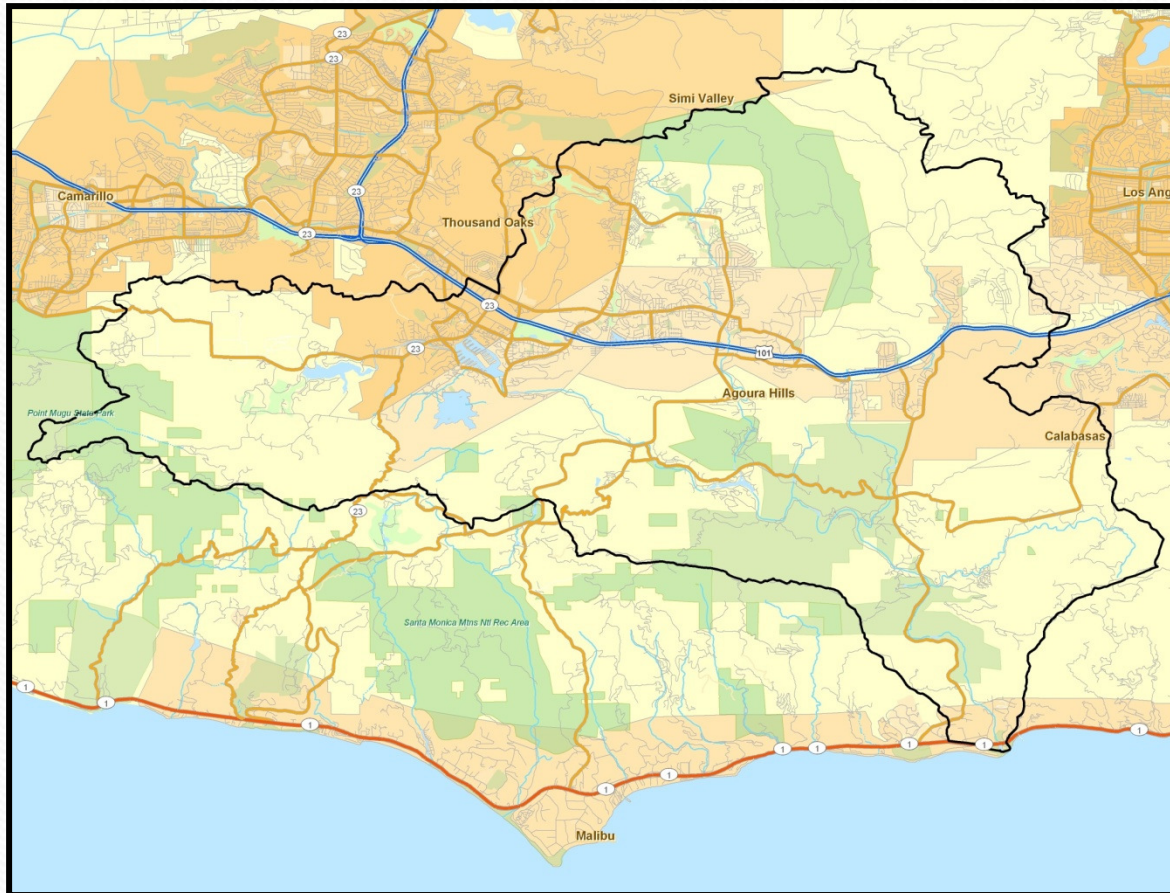 23
23
Simi Valley
Camarillo
23
Los Ang
Thousand Oaks
23
23
23
101
Agoura Hills
Point Mugu State Park
Calabasas
23
Santa Monica Mtns Ntl Rec Area
1
1
1
1
1
1
1
1
1
1
Malibu